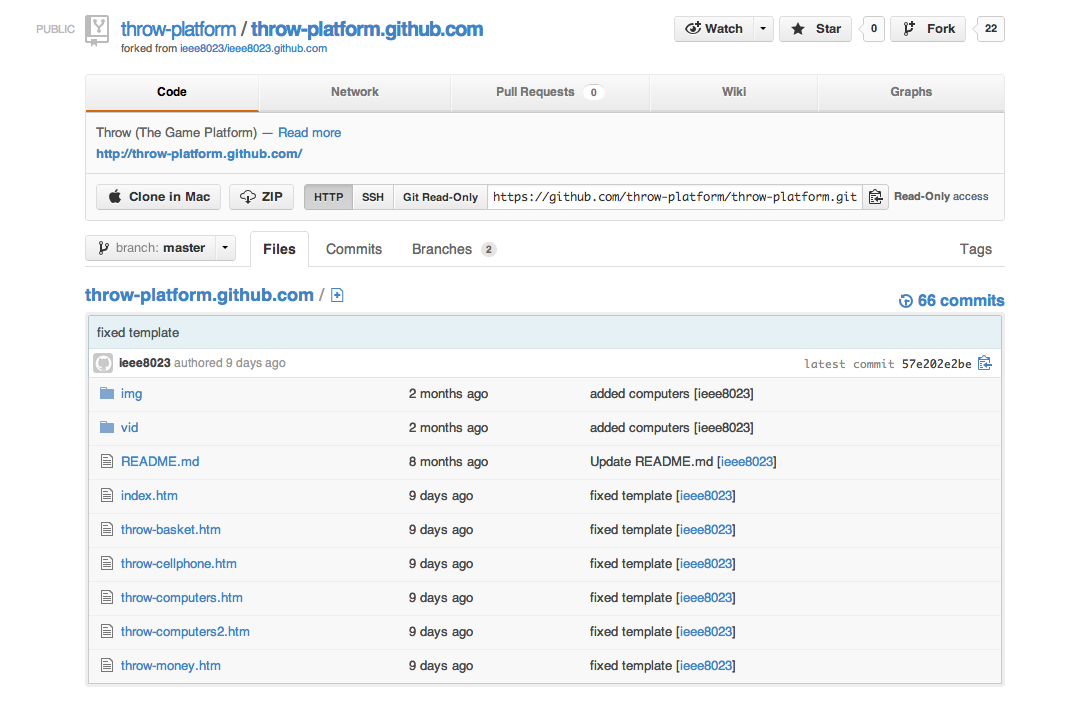 PUBLIC throw-platform / throw-platform.github.com Watch Star 0 Fork 22
forked from ieee8023/ieee8023.github.com
Code Network Pull Requests 0 Wiki Graphs
Throw (The Game Platform) — Read more
http://throw-platform.github.com/
Clone in Mac ZIP HTTP SSH Git Read-Only https://github.com/throw-platform/throw-platform.git Read-Only access
branch: master Files Commits Branches 2 Tags
throw-platform.github.com / 66 commits
fixed template
ieee8023 authored 9 days ago latest commit 57e202e2be
img 2 months ago added computers [ieee8023]
vid 2 months ago added computers [ieee8023]
README.md 8 months ago Update README.md [ieee8023]
index.htm 9 days ago fixed template [ieee8023]
throw-basket.htm 9 days ago fixed template [ieee8023]
throw-cellphone.htm 9 days ago fixed template [ieee8023]
throw-computers.htm 9 days ago fixed template [ieee8023]
throw-computers2.htm 9 days ago fixed template [ieee8023]
throw-money.htm 9 days ago fixed template [ieee8023]